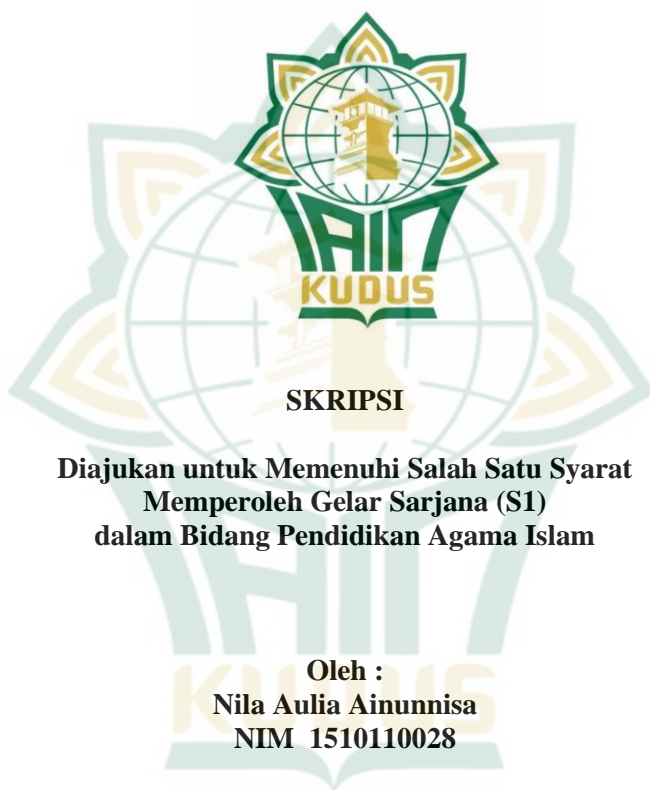 IAIN
KUDUS
SKRIPSI
Diajukan untuk Memenuhi Salah Satu Syarat
Memperoleh Gelar Sarjana (S1)
dalam Bidang Pendidikan Agama Islam
Oleh :
Nila Aulia Ainunnisa
NIM 1510110028